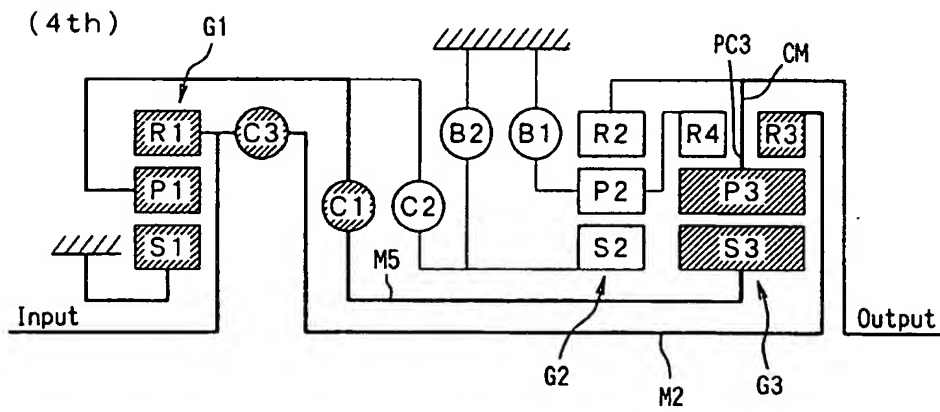 (4th)
G1
PC3
CM
R1
C3
B2
B1
R2
R4
R3
P1
C1
C2
P2
P3
S1
S2
S3
M5
Input
Output
G2
M2
G3